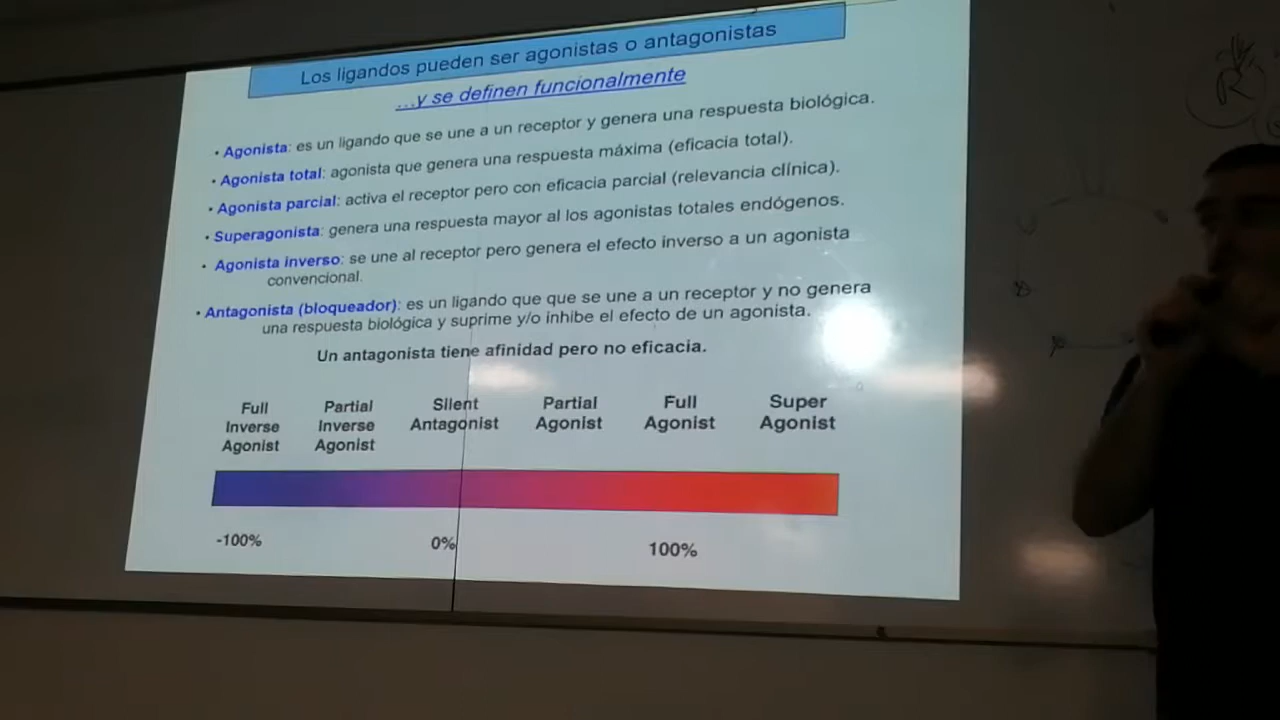 Los ligandos pueden ser agonistas o antagonistas
...y se definen funcionalmente
• Agonista: es un ligando que se une a un receptor y genera una respuesta biológica.
• Agonista total: agonista que genera una respuesta máxima (eficacia total).
• Agonista parcial: activa el receptor pero con eficacia parcial (relevancia clínica).
• Superagonista: genera una respuesta mayor al los agonistas totales endógenos.
• Agonista inverso: se une al receptor pero genera el efecto inverso a un agonista
convencional.
• Antagonista (bloqueador): es un ligando que que se une a un receptor y no genera
una respuesta biológica y suprime y/o inhibe el efecto de un agonista.
Un antagonista tiene afinidad pero no eficacia.
Full Inverse Agonist
Partial Inverse Agonist
Silent Antagonist
Partial Agonist
Full Agonist
Super Agonist
-100% 0% 100%
R